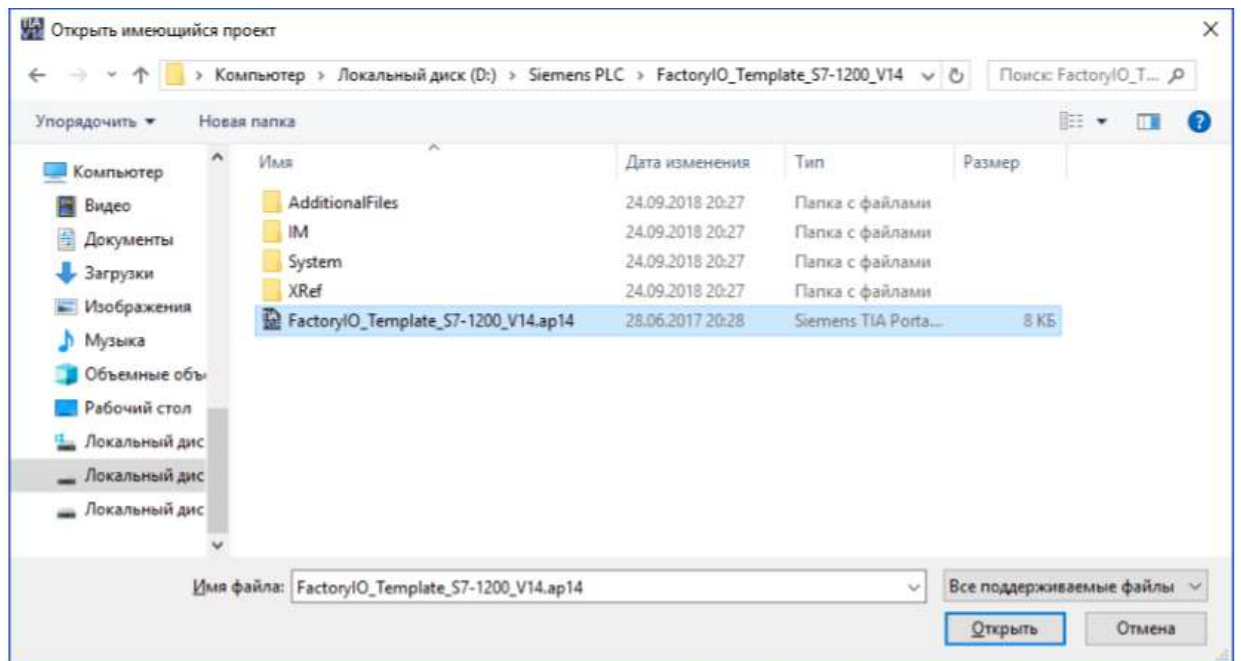 Открыть имеющийся проект
Компьютер > Локальный диск (D:) > Siemens PLC > FactoryIO_Template_S7-1200_V14
Поиск: FactoryIO_T...
Упорядочить
Новая папка
Имя Дата изменения Тип Размер
AdditionalFiles 24.09.2018 20:27 Папка с файлами
IM 24.09.2018 20:27 Папка с файлами
System 24.09.2018 20:27 Папка с файлами
XRef 24.09.2018 20:27 Папка с файлами
FactoryIO_Template_S7-1200_V14.ap14 28.06.2017 20:28 Siemens TIA Porta... 8 КБ
Компьютер
Видео
Документы
Загрузки
Изображения
Музыка
Объемные объ
Рабочий стол
Локальный дис
Локальный дис
Локальный дис
Имя файла: FactoryIO_Template_S7-1200_V14.ap14
Все поддерживаемые файлы
Открыть Отмена